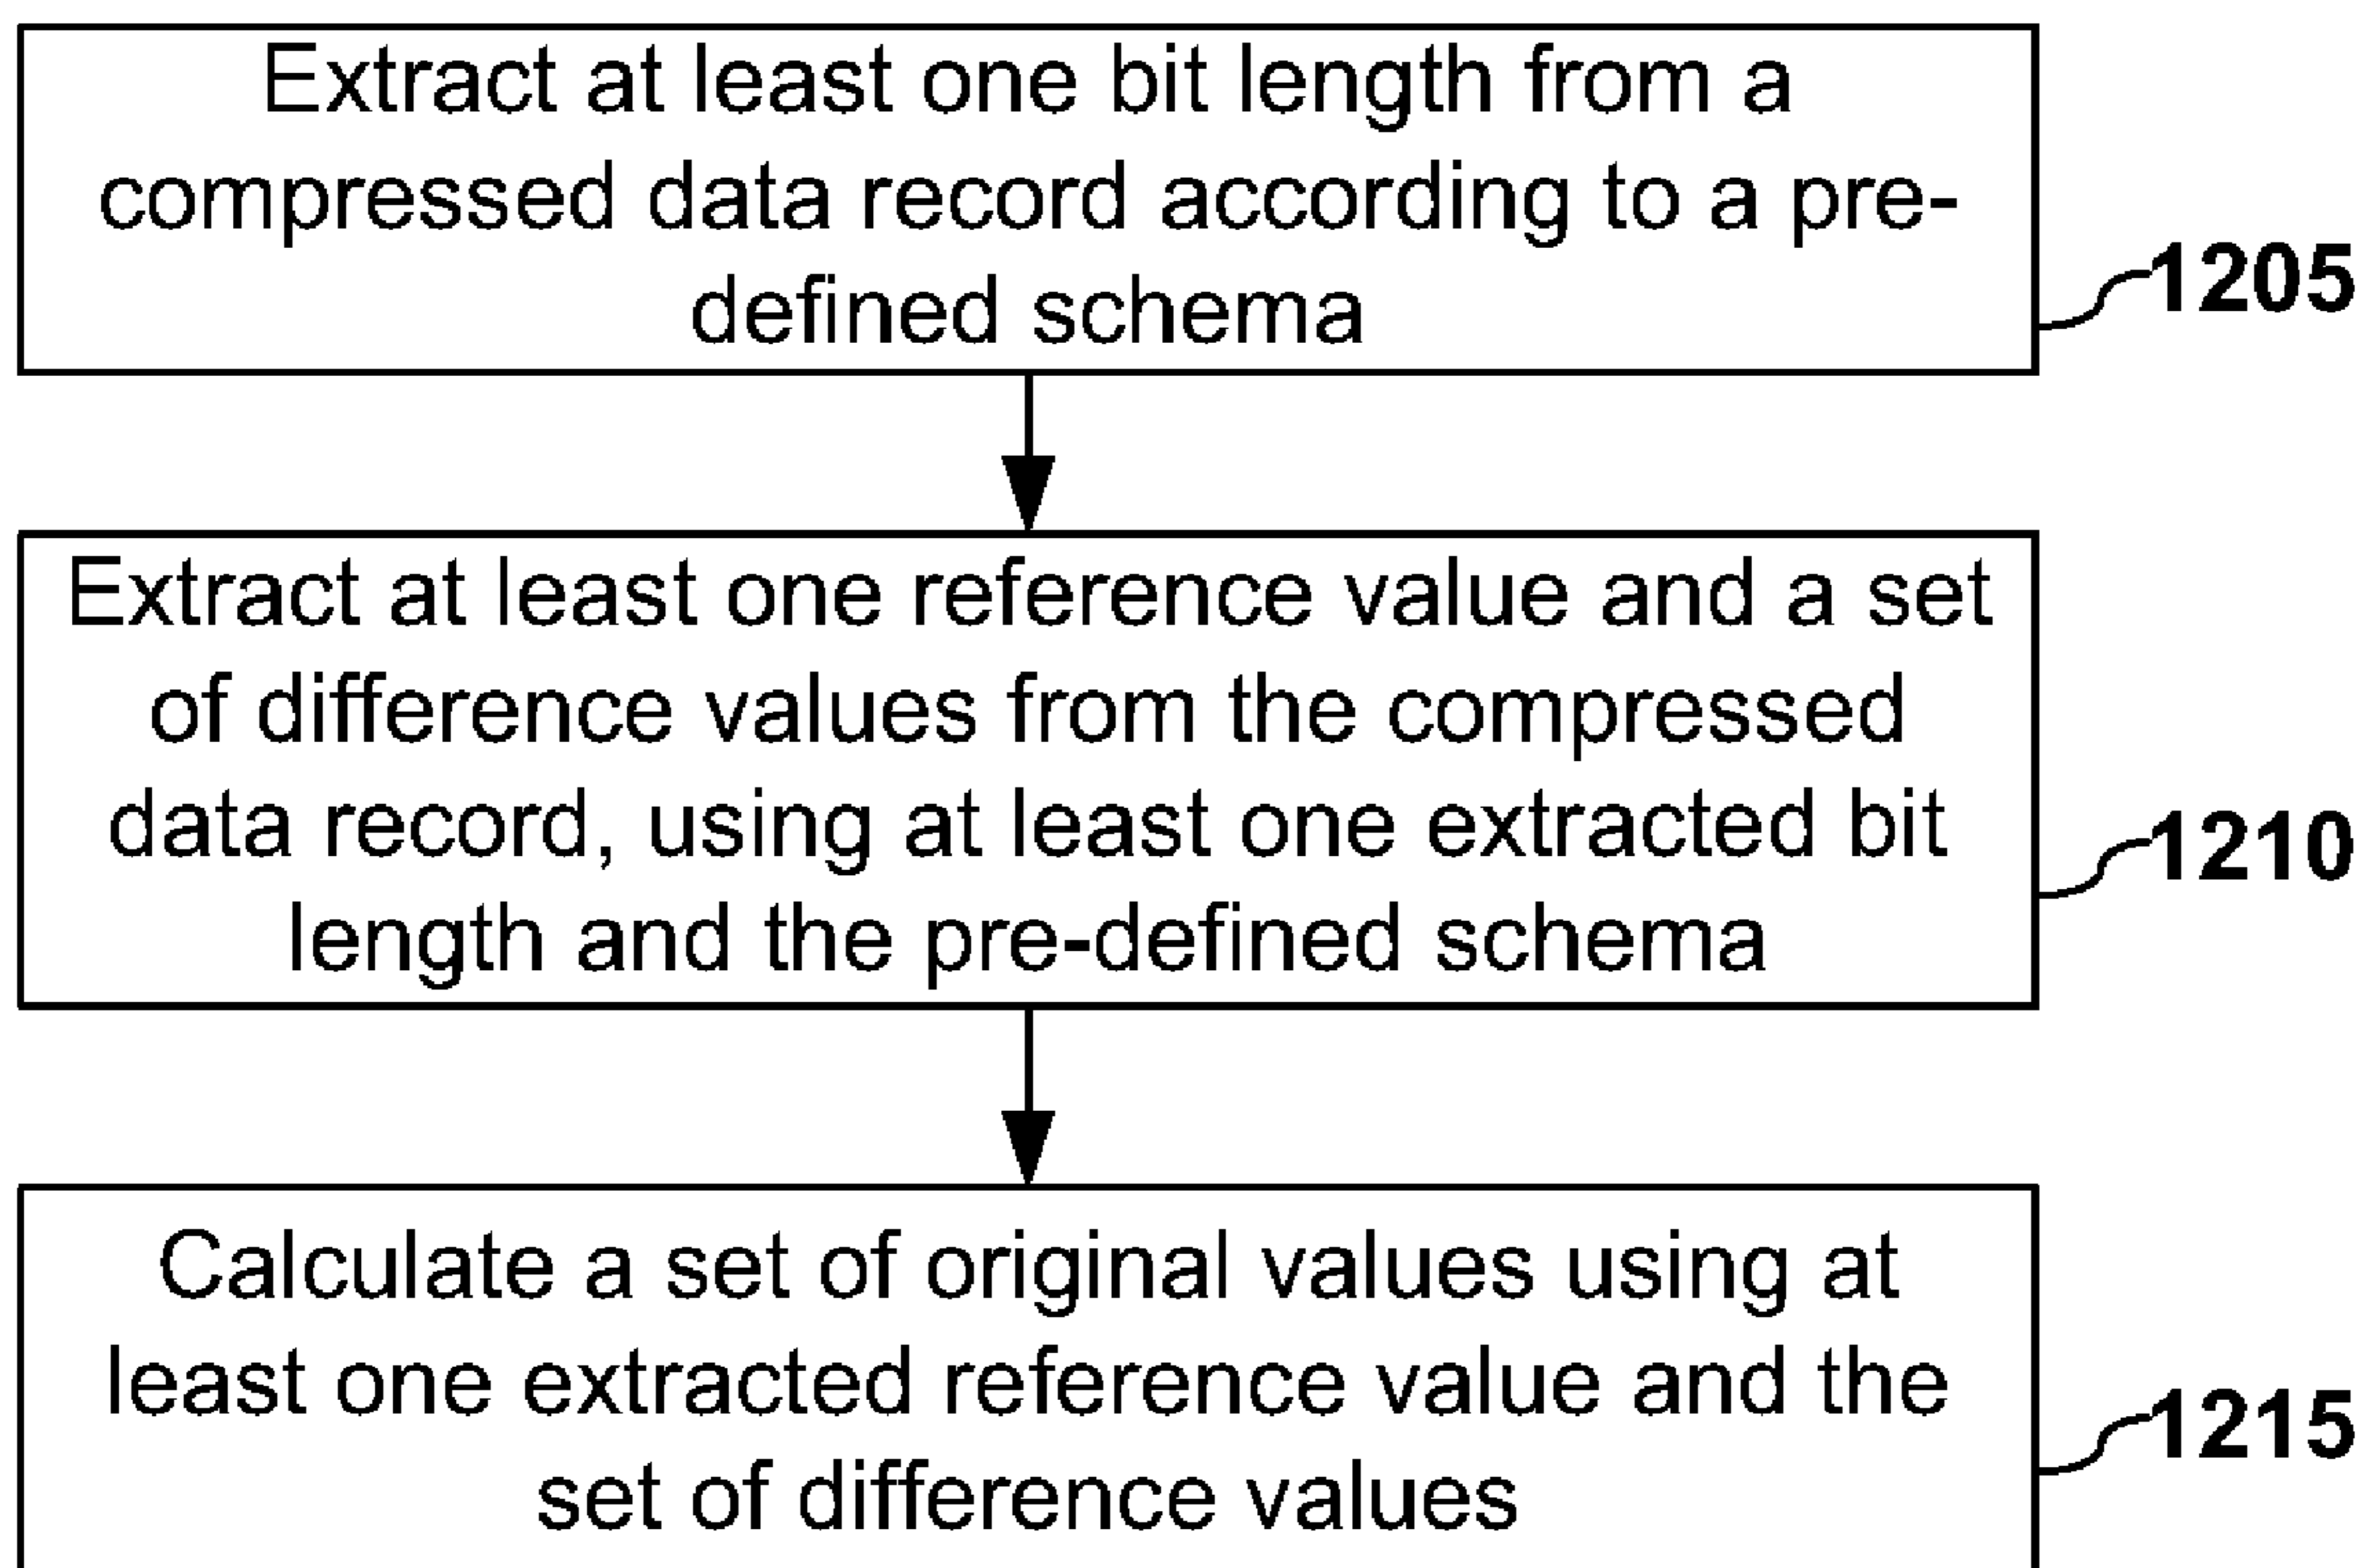 Extract at least one bit length from a
compressed data record according to a pre-
defined schema
1205
Extract at least one reference value and a set
of difference values from the compressed
data record, using at least one extracted bit
length and the pre-defined schema
1210
Calculate a set of original values using at
least one extracted reference value and the
set of difference values
1215